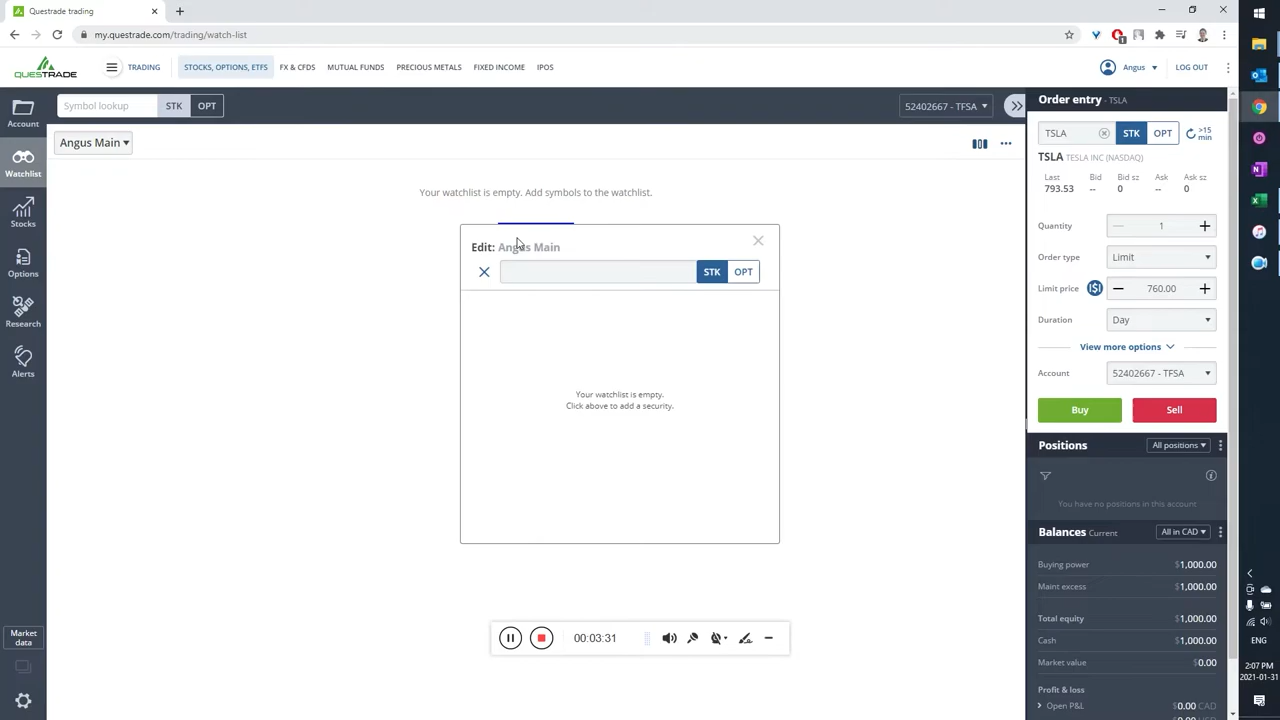 Questrade trading
my.questrade.com/trading/watch-list
1
QUESTRADE
TRADING
STOCKS, OPTIONS, ETFS
FX & CFDS
MUTUAL FUNDS
PRECIOUS METALS
FIXED INCOME
IPOS
Angus
LOG OUT
Account
Watchlist
Stocks
Options
Research
Alerts
Market
data
Symbol lookup
STK
OPT
52402667 - TFSA
Angus Main
Your watchlist is empty. Add symbols to the watchlist.
Edit: Angus Main
STK
OPT
Your watchlist is empty.
Click above to add a security.
00:03:31
Order entry - TSLA
TSLA
STK
OPT
>15
min
TSLA TESLA INC (NASDAQ)
Last Bid Bid sz Ask Ask sz
793.53 -- 0 -- 0
Quantity 1
Order type Limit
Limit price 760.00
Duration Day
View more options
Account 52402667 - TFSA
Buy
Sell
Positions All positions
You have no positions in this account
Balances Current All in CAD
Buying power $1,000.00
Maint excess $1,000.00
Total equity $1,000.00
Cash $1,000.00
Market value $0.00
Profit & loss
Open P&L $0.00 CAD
ENG
2:07 PM
2021-01-31